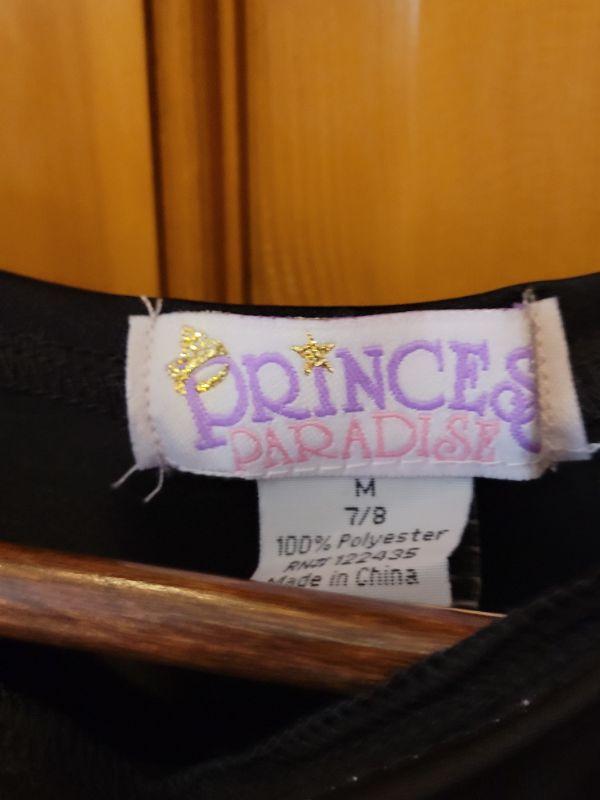 PRINCESS
PARADISE
M
7/8
100% Polyester
RN# 122435
Made in China